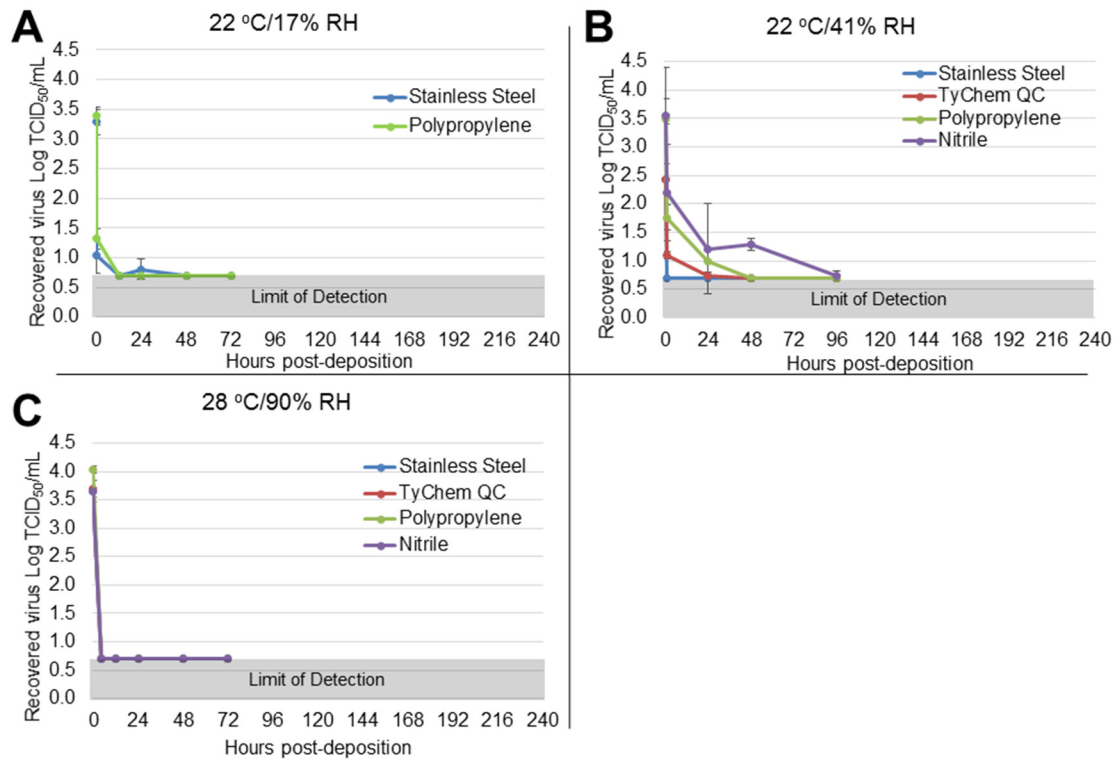 A
22 °C/17% RH
Recovered virus Log TCID50/mL
4.5
4.0
3.5
3.0
2.5
2.0
1.5
1.0
0.5
0.0
Stainless Steel
Polypropylene
Limit of Detection
0 24 48 72 96 120 144 168 192 216 240
Hours post-deposition
B
22 °C/41% RH
Recovered virus Log TCID50/mL
4.5
4.0
3.5
3.0
2.5
2.0
1.5
1.0
0.5
0.0
Stainless Steel
TyChem QC
Polypropylene
Nitrile
Limit of Detection
0 24 48 72 96 120 144 168 192 216 240
Hours post-deposition
C
28 °C/90% RH
Recovered virus Log TCID50/mL
4.5
4.0
3.5
3.0
2.5
2.0
1.5
1.0
0.5
0.0
Stainless Steel
TyChem QC
Polypropylene
Nitrile
Limit of Detection
0 24 48 72 96 120 144 168 192 216 240
Hours post-deposition